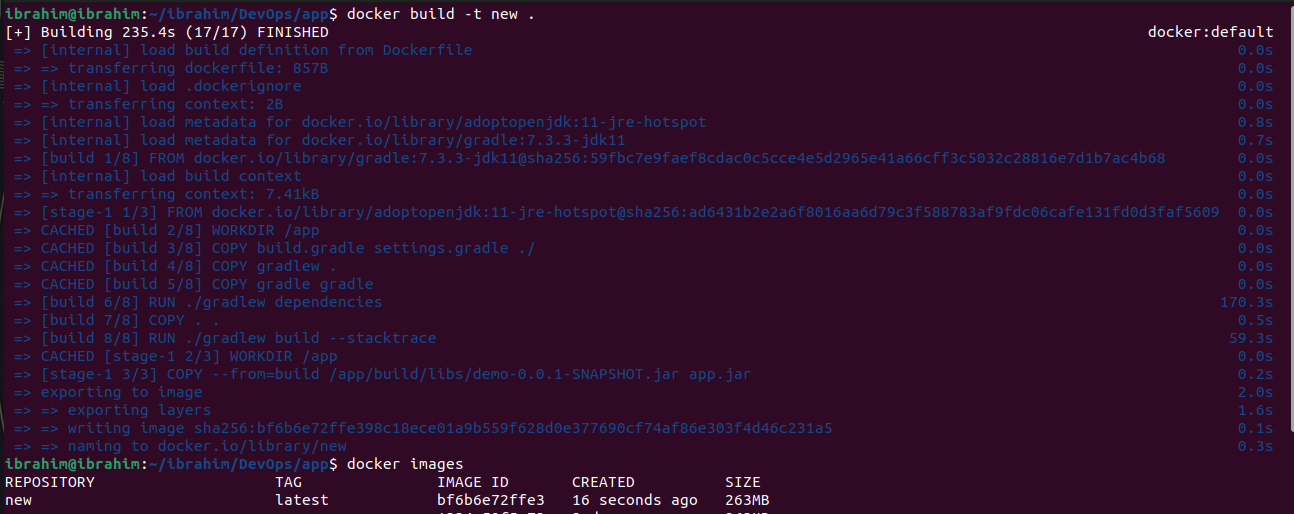 ibrahim@ibrahim:~/ibrahim/DevOps/app$ docker build -t new .
[+] Building 235.4s (17/17) FINISHED docker:default
=> [internal] load build definition from Dockerfile 0.0s
=> => transferring dockerfile: 857B 0.0s
=> [internal] load .dockerignore 0.0s
=> => transferring context: 2B 0.0s
=> [internal] load metadata for docker.io/library/adoptopenjdk:11-jre-hotspot 0.8s
=> [internal] load metadata for docker.io/library/gradle:7.3.3-jdk11 0.7s
=> [build 1/8] FROM docker.io/library/gradle:7.3.3-jdk11@sha256:59fbc7e9faef8cdac0c5cce4e5d2965e41a66cff3c5032c28816e7d1b7ac4b68 0.0s
=> [internal] load build context 0.0s
=> => transferring context: 7.41kB 0.0s
=> [stage-1 1/3] FROM docker.io/library/adoptopenjdk:11-jre-hotspot@sha256:ad6431b2e2a6f8016aa6d79c3f588783af9fdc06cafe131fd0d3faf5609 0.0s
=> CACHED [build 2/8] WORKDIR /app 0.0s
=> CACHED [build 3/8] COPY build.gradle settings.gradle ./ 0.0s
=> CACHED [build 4/8] COPY gradlew . 0.0s
=> CACHED [build 5/8] COPY gradle gradle 0.0s
=> [build 6/8] RUN ./gradlew dependencies 170.3s
=> [build 7/8] COPY . . 0.5s
=> [build 8/8] RUN ./gradlew build --stacktrace 59.3s
=> CACHED [stage-1 2/3] WORKDIR /app 0.0s
=> [stage-1 3/3] COPY --from=build /app/build/libs/demo-0.0.1-SNAPSHOT.jar app.jar 0.2s
=> exporting to image 2.0s
=> => exporting layers 1.6s
=> => writing image sha256:bf6b6e72ffe398c18ece01a9b559f628d0e377690cf74af86e303f4d46c231a5 0.1s
=> => naming to docker.io/library/new 0.3s
ibrahim@ibrahim:~/ibrahim/DevOps/app$ docker images
REPOSITORY TAG IMAGE ID CREATED SIZE
new latest bf6b6e72ffe3 16 seconds ago 263MB